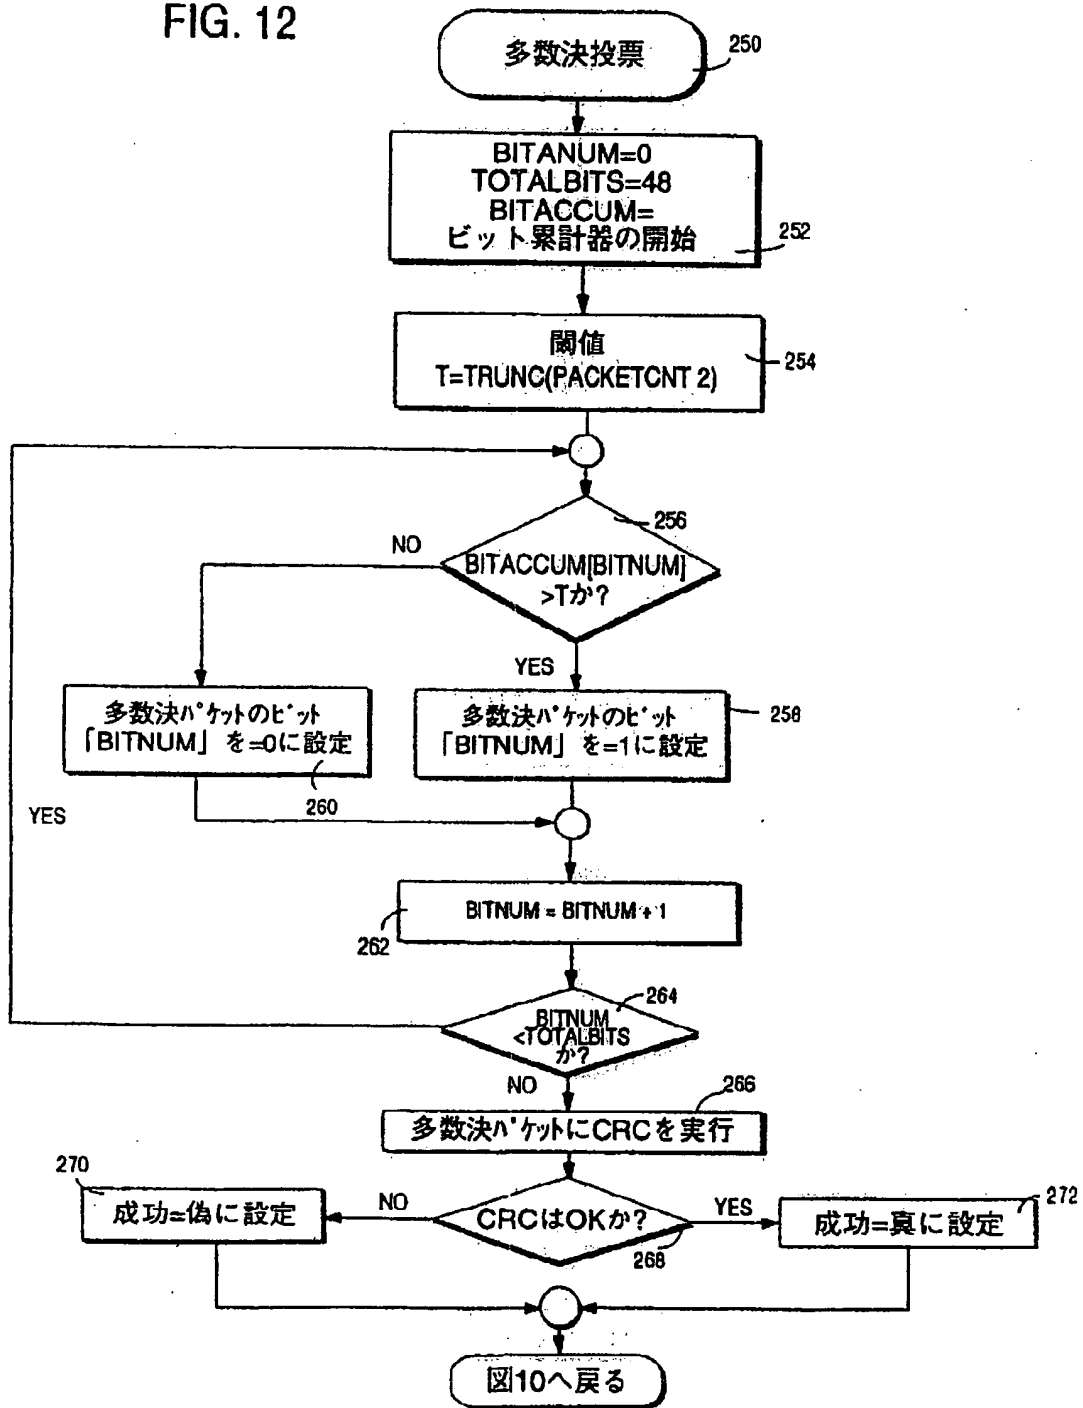 FIG. 12
多数決投票
250
BITANUM=0
TOTALBITS=48
BITACCUM=
ビット累計器の開始
252
閾値
T=TRUNC(PACKETCNT 2)
254
256
NO
BITACCUM[BITNUM]
>Tか?
YES
多数決ﾊﾟｹｯﾄのﾋﾞｯﾄ
「BITNUM」を=0に設定
260
多数決ﾊﾟｹｯﾄのﾋﾞｯﾄ
「BITNUM」を=1に設定
258
YES
BITNUM = BITNUM + 1
262
264
BITNUM
<TOTALBITS
か?
NO
266
多数決ﾊﾟｹｯﾄにCRCを実行
270
成功=偽に設定
NO
CRCはOKか?
268
YES
成功=真に設定
272
図10へ戻る